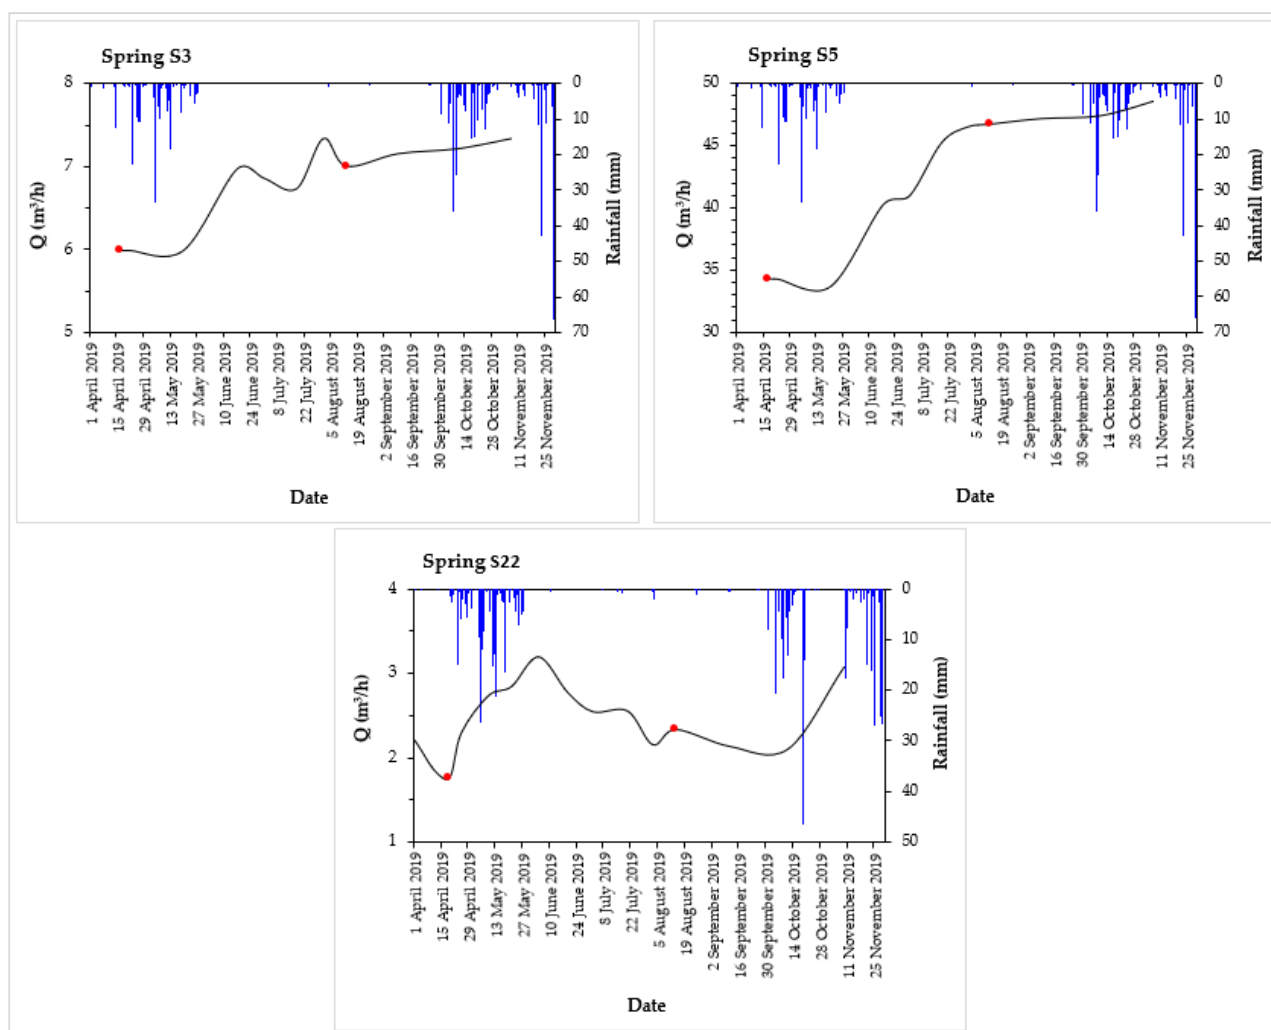 Spring S3
8
7
6
5
Q (m³/h)
0
10
20
30
40
50
60
70
Rainfall (mm)
1 April 2019
15 April 2019
29 April 2019
13 May 2019
27 May 2019
10 June 2019
24 June 2019
8 July 2019
22 July 2019
5 August 2019
19 August 2019
2 September 2019
16 September 2019
30 September 2019
14 October 2019
28 October 2019
11 November 2019
25 November 2019
Date
Spring S5
50
45
40
35
30
Q (m³/h)
0
10
20
30
40
50
60
70
Rainfall (mm)
1 April 2019
15 April 2019
29 April 2019
13 May 2019
27 May 2019
10 June 2019
24 June 2019
8 July 2019
22 July 2019
5 August 2019
19 August 2019
2 September 2019
16 September 2019
30 September 2019
14 October 2019
28 October 2019
11 November 2019
25 November 2019
Date
Spring S22
4
3
2
1
Q (m³/h)
0
10
20
30
40
50
Rainfall (mm)
1 April 2019
15 April 2019
29 April 2019
13 May 2019
27 May 2019
10 June 2019
24 June 2019
8 July 2019
22 July 2019
5 August 2019
19 August 2019
2 September 2019
16 September 2019
30 September 2019
14 October 2019
28 October 2019
11 November 2019
25 November 2019
Date